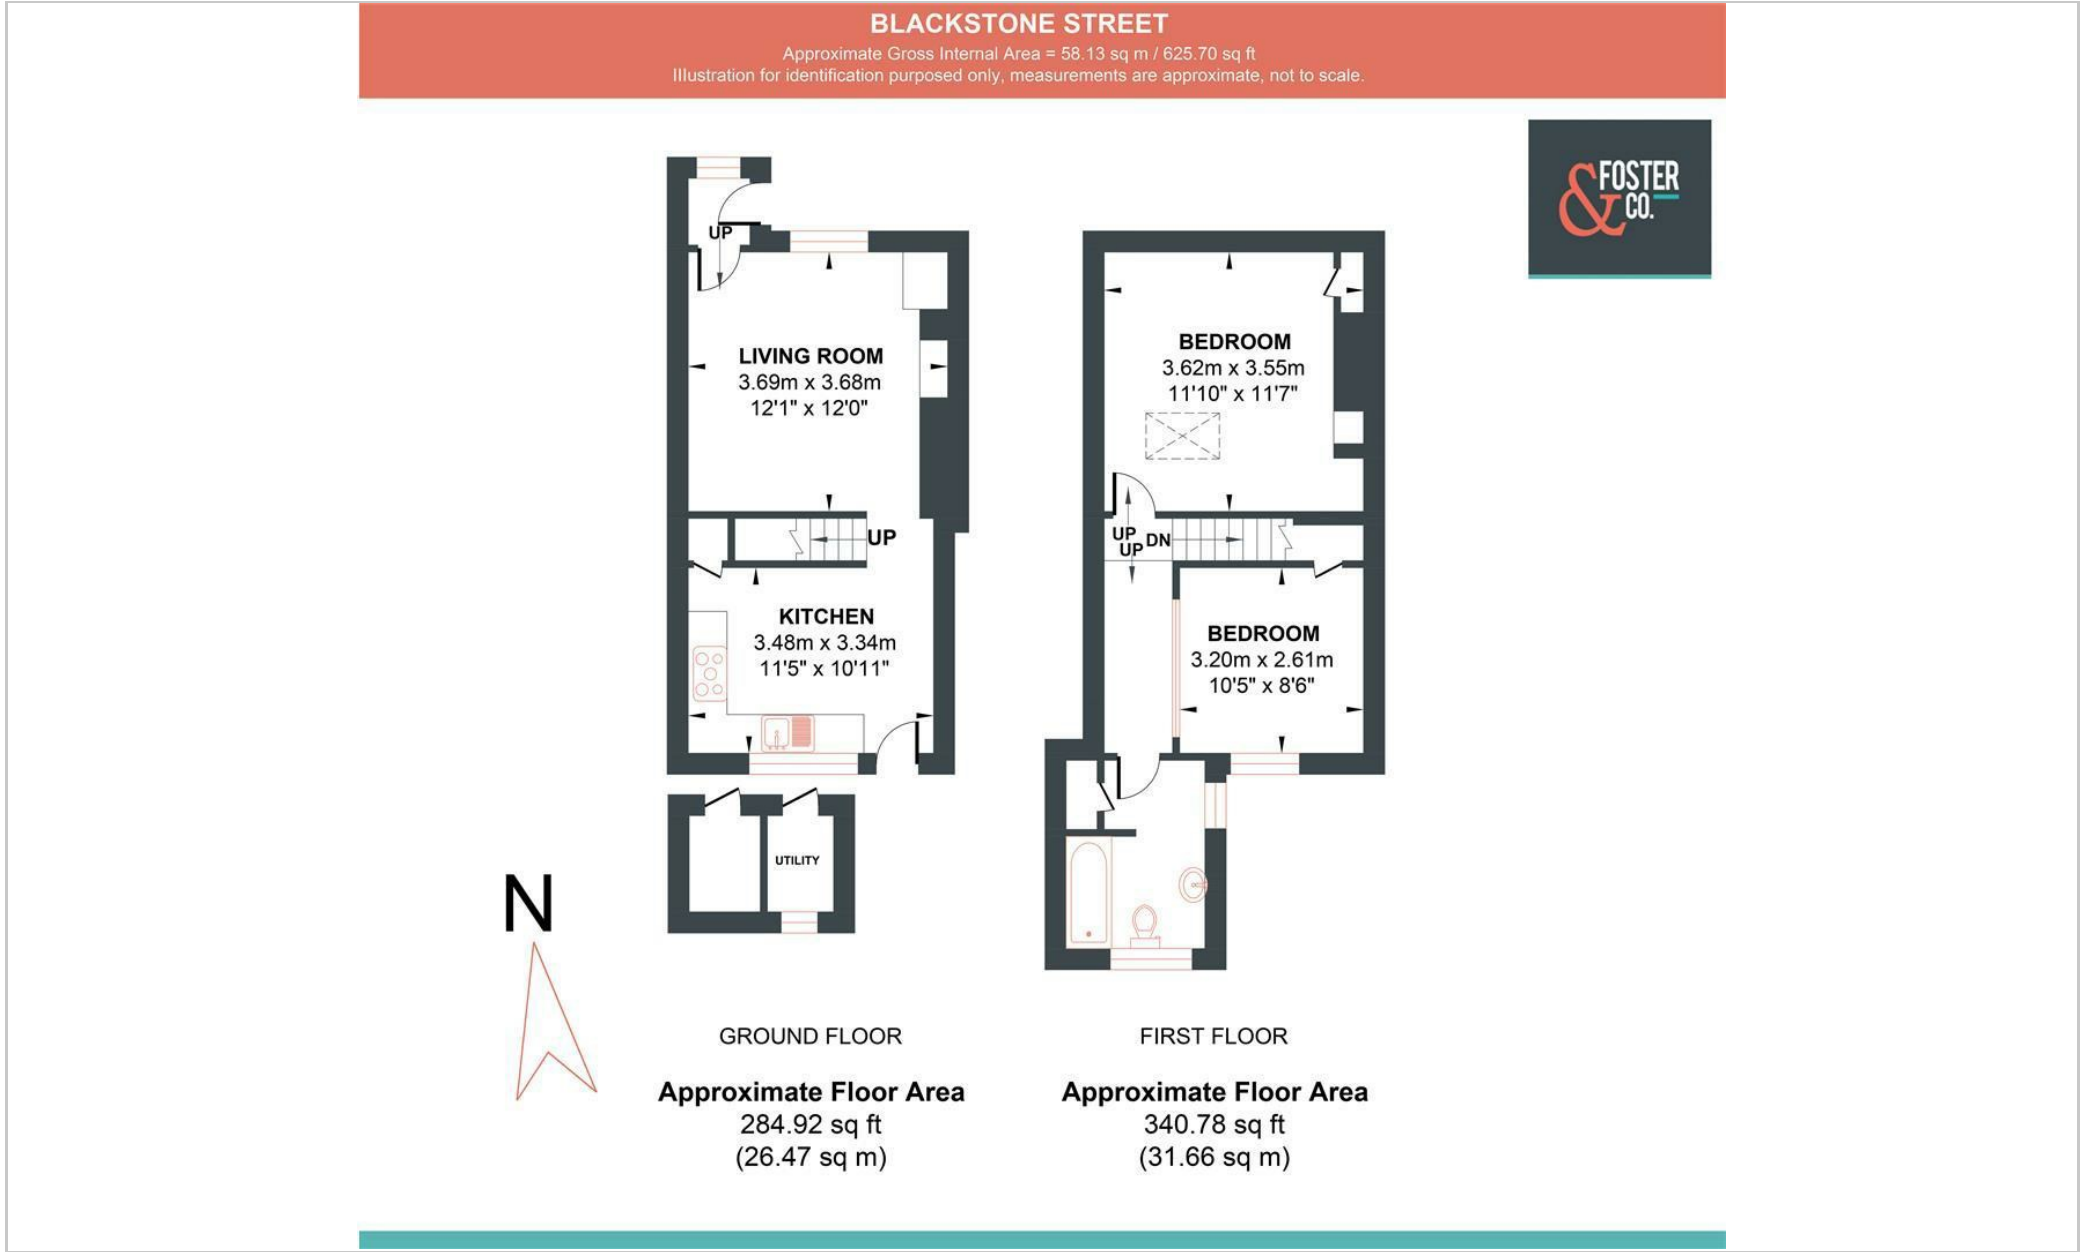 BLACKSTONE STREET
Approximate Gross Internal Area = 58.13 sq m / 625.70 sq ft
Illustration for identification purposed only, measurements are approximate, not to scale.
& FOSTER
CO.
UP
LIVING ROOM
3.69m x 3.68m
12'1" x 12'0"
UP
KITCHEN
3.48m x 3.34m
11'5" x 10'11"
UTILITY
BEDROOM
3.62m x 3.55m
11'10" x 11'7"
UP
UP DN
BEDROOM
3.20m x 2.61m
10'5" x 8'6"
N
GROUND FLOOR
Approximate Floor Area
284.92 sq ft
(26.47 sq m)
FIRST FLOOR
Approximate Floor Area
340.78 sq ft
(31.66 sq m)